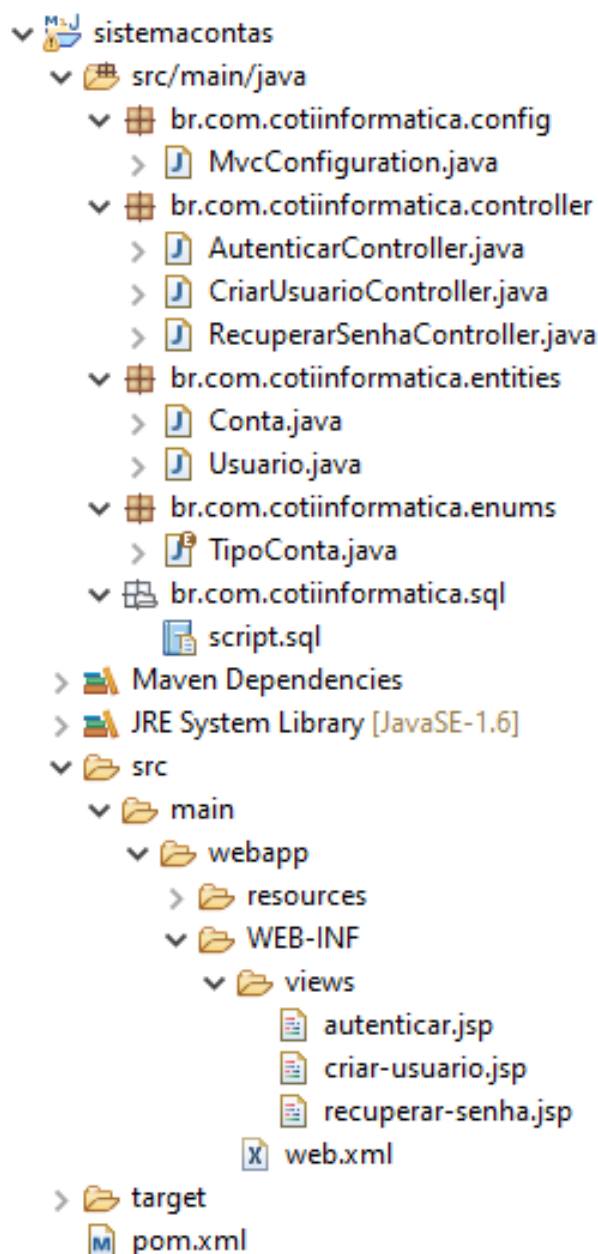 sistemacontas
src/main/java
br.com.cotiinformatica.config
MvcConfiguration.java
br.com.cotiinformatica.controller
AutenticarController.java
CriarUsuarioController.java
RecuperarSenhaController.java
br.com.cotiinformatica.entities
Conta.java
Usuario.java
br.com.cotiinformatica.enums
TipoConta.java
br.com.cotiinformatica.sql
script.sql
Maven Dependencies
JRE System Library [JavaSE-1.6]
src
main
webapp
resources
WEB-INF
views
autenticar.jsp
criar-usuario.jsp
recuperar-senha.jsp
web.xml
target
pom.xml